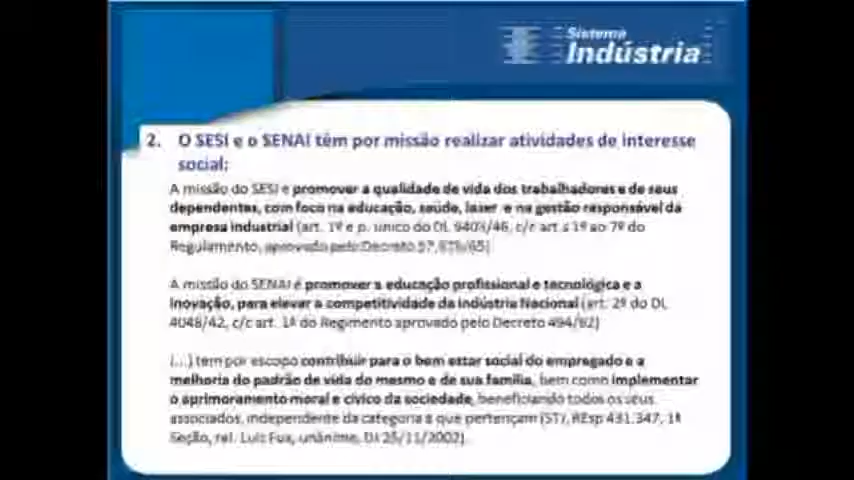 Sistema
Indústria
2. O SESI e o SENAI têm por missão realizar atividades de interesse
social:
A missão do SESI é promover a qualidade de vida dos trabalhadores e de seus
dependentes, com foco na educação, saúde, lazer e na gestão responsável da
empresa industrial (art. 1º e p. único do DL 9403/46, c/c art.s 1º ao 7º do
Regulamento, aprovado pelo Decreto
A missão do SENAI é promover a educação profissional e tecnológica e a
inovação, para elevar a competitividade da Indústria Nacional (art. 2º do DL
4048/42, c/c art. 1º do Regimento aprovado pelo Decreto 494/62)
(...) tem por escopo contribuir para o bem estar social do empregado e a
melhoria do padrão de vida do mesmo e de sua família, bem como implementar
o aprimoramento moral e cívico da sociedade, beneficiando todos os seus
associados, independente da categoria a que pertençam (STJ, REsp 431.347, 1ª
Seção, rel. Luiz Fux, unânime, DJ 25/11/2002).